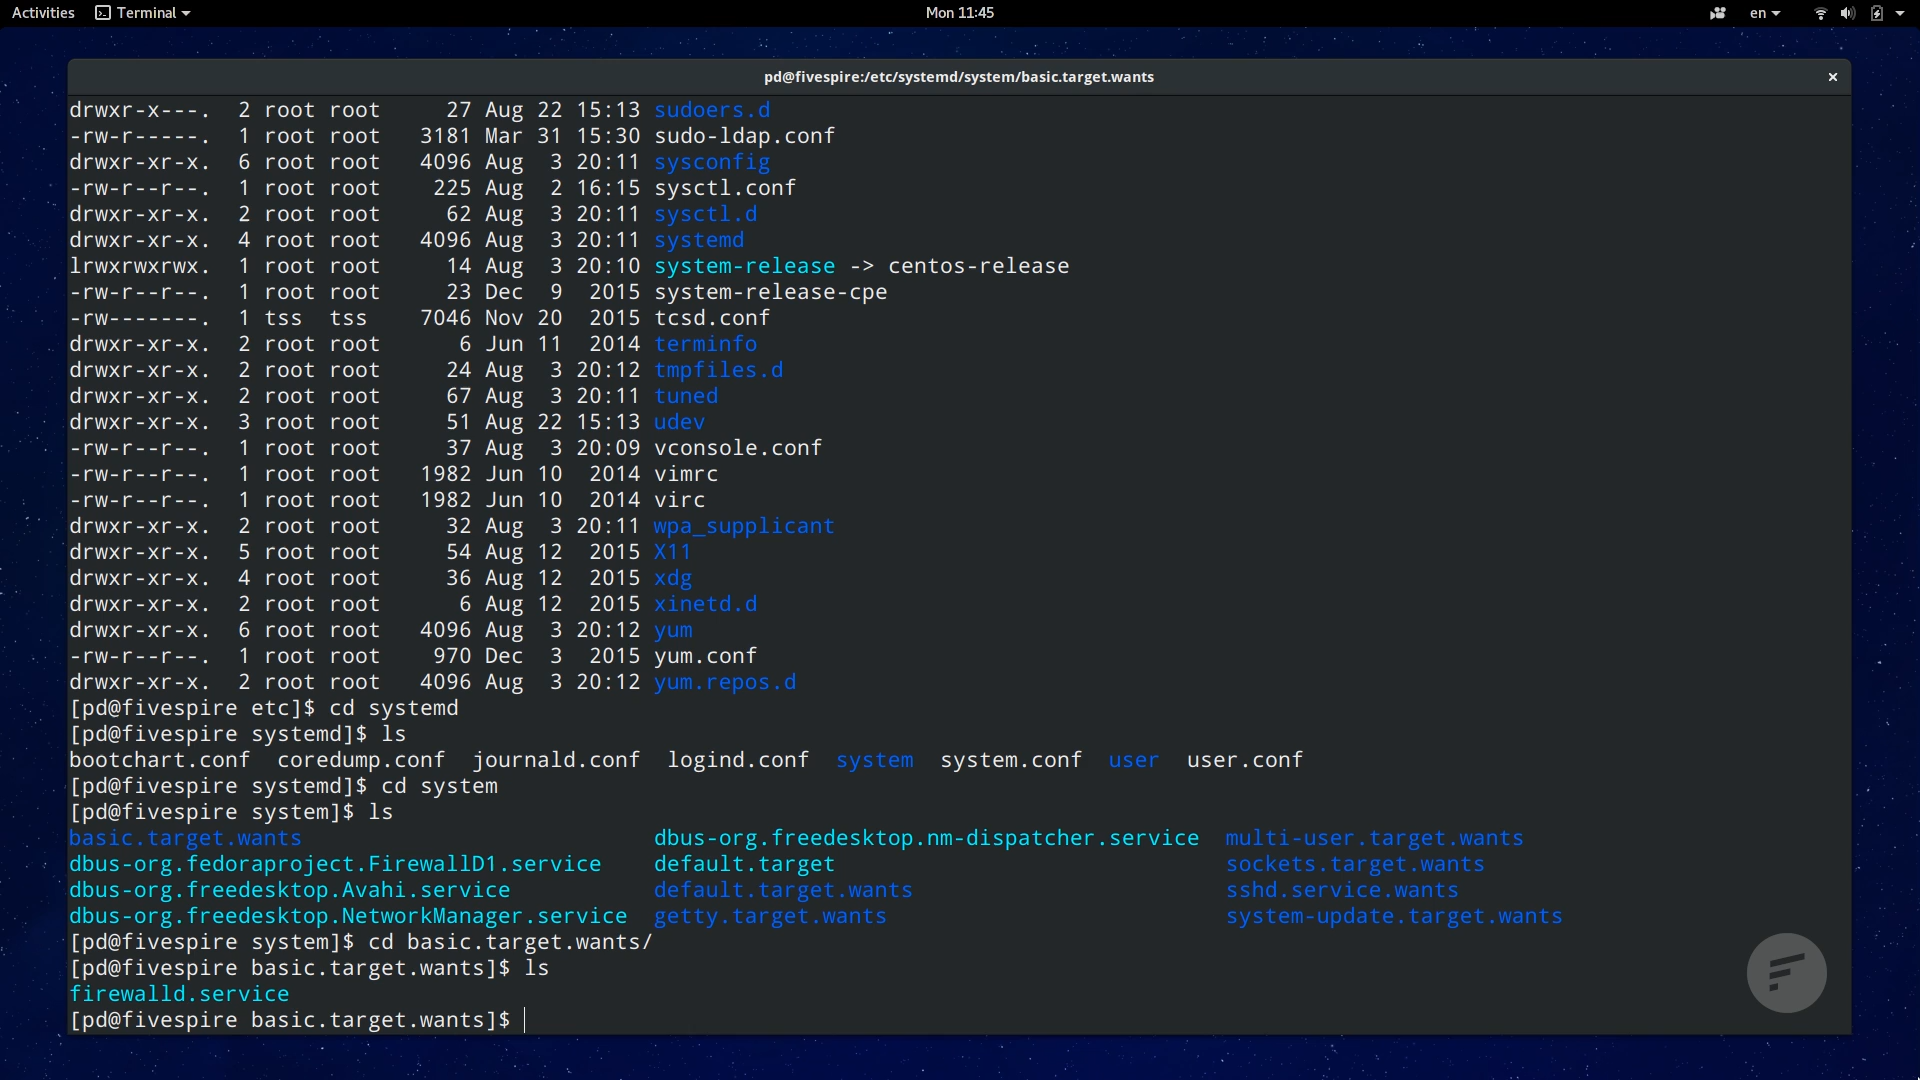 Activities Terminal Mon 11:45 en
pd@fivespire:/etc/systemd/system/basic.target.wants
drwxr-x---.  2 root root     27 Aug 22 15:13 sudoers.d
-rw-r-----.  1 root root   3181 Mar 31 15:30 sudo-ldap.conf
drwxr-xr-x.  6 root root   4096 Aug  3 20:11 sysconfig
-rw-r--r--.  1 root root    225 Aug  2 16:15 sysctl.conf
drwxr-xr-x.  2 root root     62 Aug  3 20:11 sysctl.d
drwxr-xr-x.  4 root root   4096 Aug  3 20:11 systemd
lrwxrwxrwx.  1 root root     14 Aug  3 20:10 system-release -> centos-release
-rw-r--r--.  1 root root     23 Dec  9  2015 system-release-cpe
-rw-------.  1 tss  tss    7046 Nov 20  2015 tcsd.conf
drwxr-xr-x.  2 root root      6 Jun 11  2014 terminfo
drwxr-xr-x.  2 root root     24 Aug  3 20:12 tmpfiles.d
drwxr-xr-x.  2 root root     67 Aug  3 20:11 tuned
drwxr-xr-x.  3 root root     51 Aug 22 15:13 udev
-rw-r--r--.  1 root root     37 Aug  3 20:09 vconsole.conf
-rw-r--r--.  1 root root   1982 Jun 10  2014 vimrc
-rw-r--r--.  1 root root   1982 Jun 10  2014 virc
drwxr-xr-x.  2 root root     32 Aug  3 20:11 wpa_supplicant
drwxr-xr-x.  5 root root     54 Aug 12  2015 X11
drwxr-xr-x.  4 root root     36 Aug 12  2015 xdg
drwxr-xr-x.  2 root root      6 Aug 12  2015 xinetd.d
drwxr-xr-x.  6 root root   4096 Aug  3 20:12 yum
-rw-r--r--.  1 root root    970 Dec  3  2015 yum.conf
drwxr-xr-x.  2 root root   4096 Aug  3 20:12 yum.repos.d
[pd@fivespire etc]$ cd systemd
[pd@fivespire systemd]$ ls
bootchart.conf  coredump.conf  journald.conf  logind.conf  system  system.conf  user  user.conf
[pd@fivespire systemd]$ cd system
[pd@fivespire system]$ ls
basic.target.wants                           dbus-org.freedesktop.nm-dispatcher.service  multi-user.target.wants
dbus-org.fedoraproject.FirewallD1.service    default.target                              sockets.target.wants
dbus-org.freedesktop.Avahi.service           default.target.wants                        sshd.service.wants
dbus-org.freedesktop.NetworkManager.service  getty.target.wants                          system-update.target.wants
[pd@fivespire system]$ cd basic.target.wants/
[pd@fivespire basic.target.wants]$ ls
firewalld.service
[pd@fivespire basic.target.wants]$